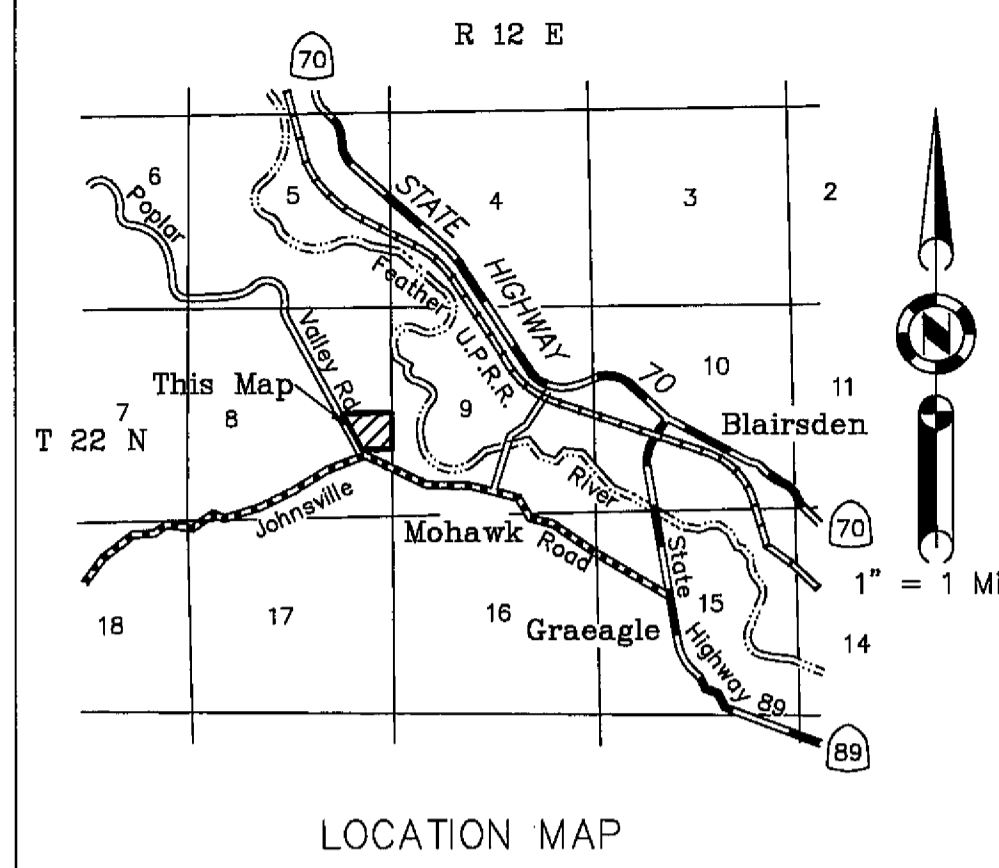 R 12 E
70
6
5
4
3
2
Poplar
STATE HIGHWAY
Feather
U.P.R.R.
Valley Rd.
This Map
70
10
11
7
8
9
T 22 N
Blairsden
River
Johnsville
Mohawk Road
70
N
1" = 1 Mi
State Highway 89
18
17
16
15
14
Graeagle
89
LOCATION MAP